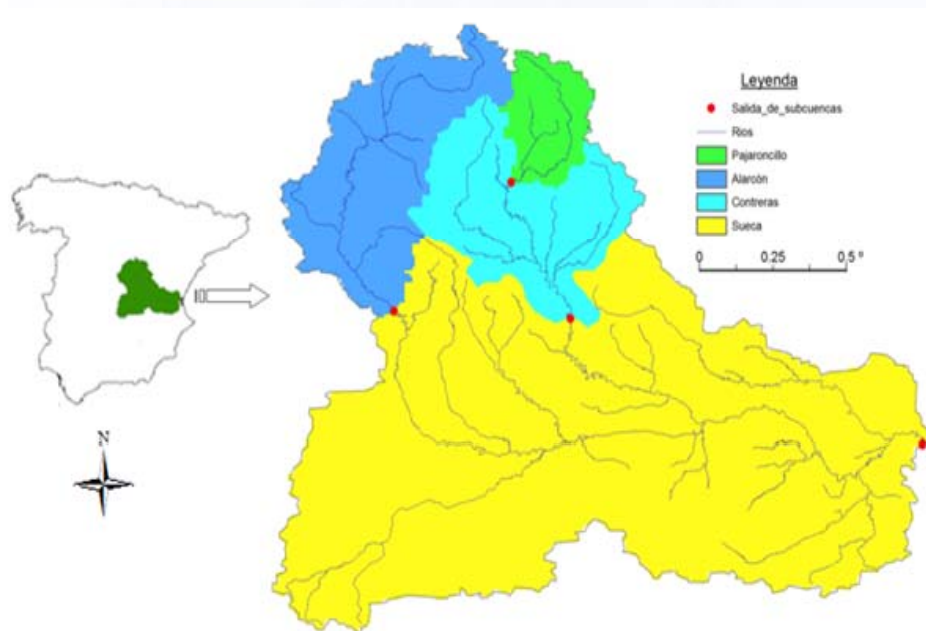 Leyenda
Salida_de_subcuencas
Rios
Pajaroncillo
Alarcón
Contreras
Sueca
0 0,25 0,5 º
N